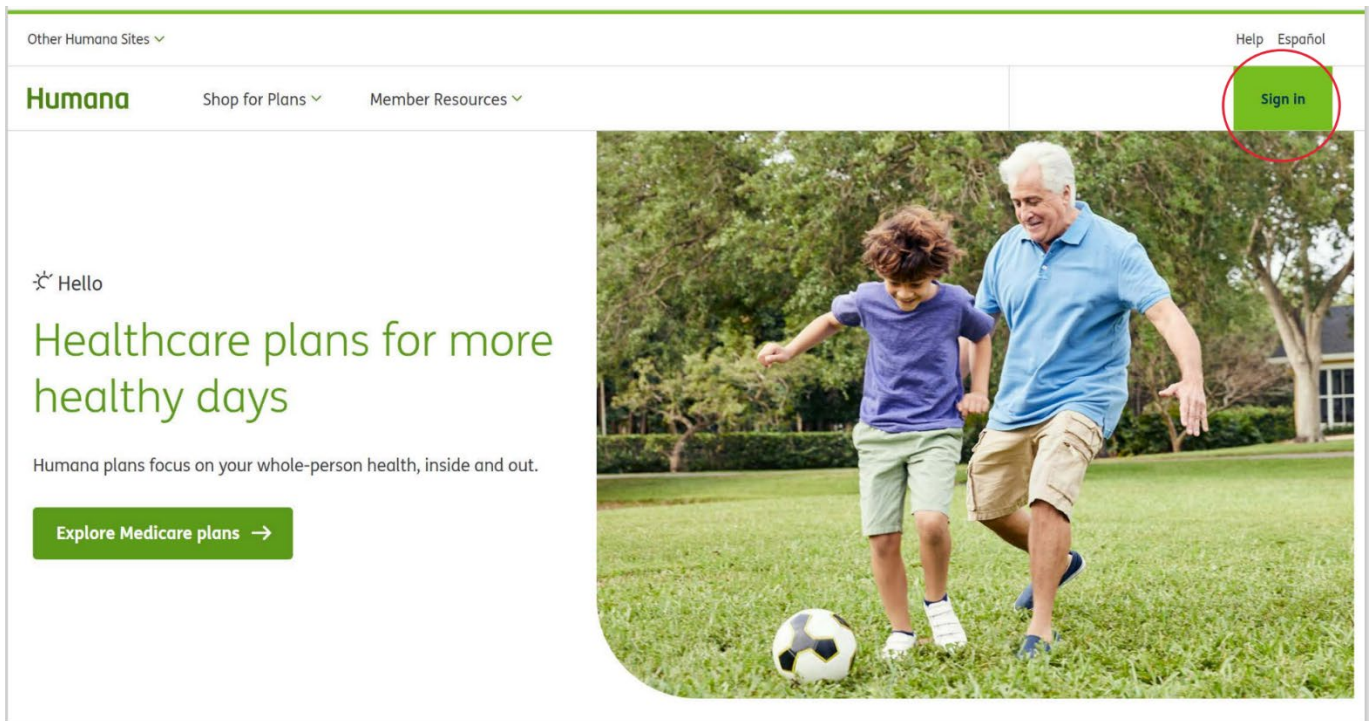 Other Humana Sites
Help Español
Humana Shop for Plans Member Resources Sign in
Hello
Healthcare plans for more
healthy days
Humana plans focus on your whole-person health, inside and out.
Explore Medicare plans →